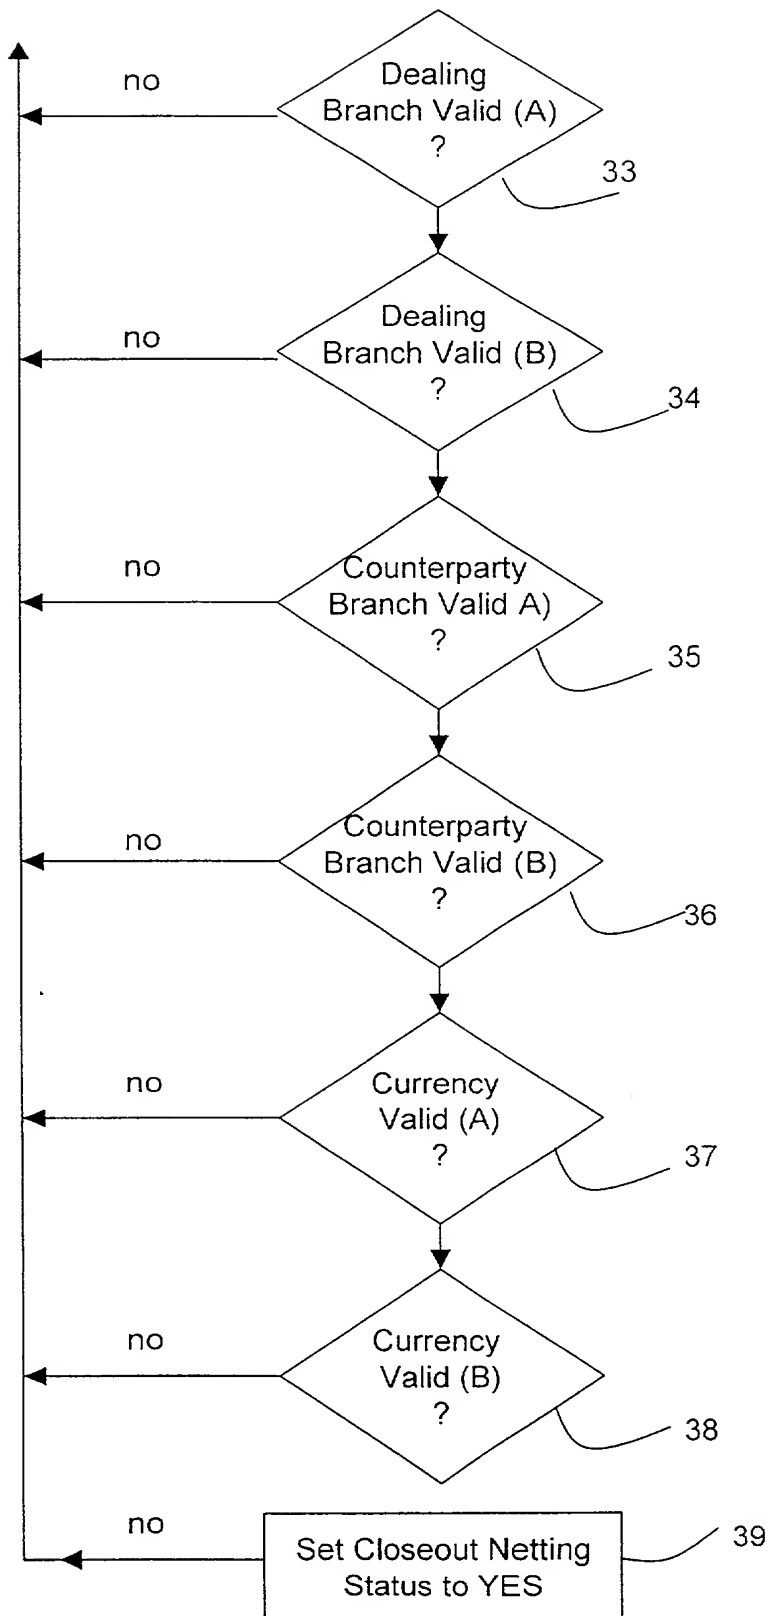 no
Dealing
Branch Valid (A)
?
33
no
Dealing
Branch Valid (B)
?
34
no
Counterparty
Branch Valid A)
?
35
no
Counterparty
Branch Valid (B)
?
36
no
Currency
Valid (A)
?
37
no
Currency
Valid (B)
?
38
no
Set Closeout Netting
Status to YES
39